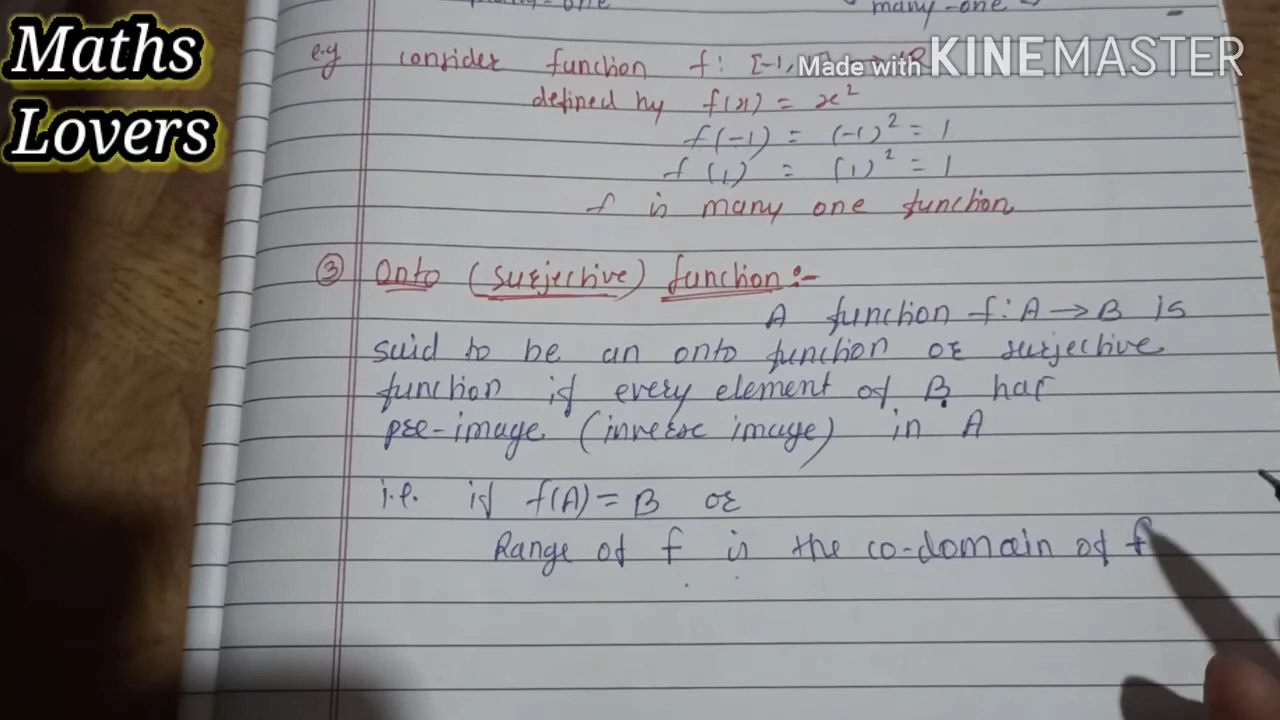 many-one
Maths
Lovers
e.g consider function f: [-1,
Made with KINEMASTER
defined by f(x) = x²
f(-1) = (-1)² = 1
f(1) = (1)² = 1
f is many one function
③ Onto (surjective) function :-
A function f: A → B is
said to be an onto function or surjective
function if every element of B has
pre-image (inverse image) in A
i.e. if f(A) = B or
Range of f is the co-domain of f